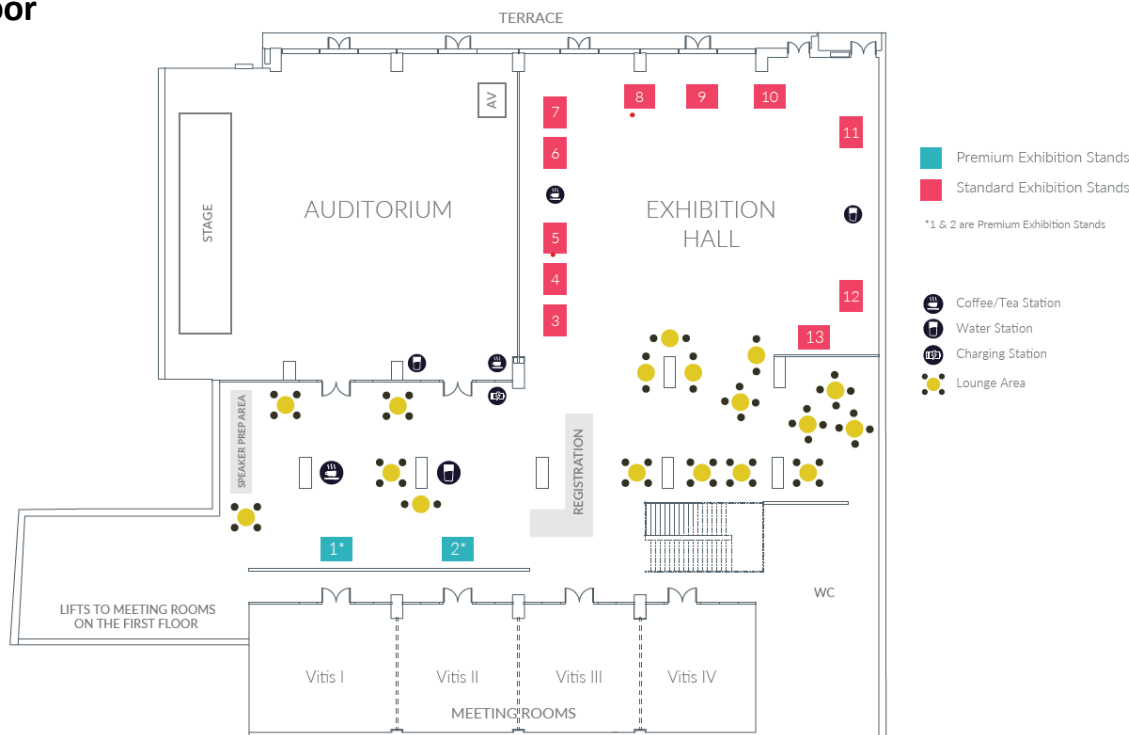 oor
TERRACE
AV
8
9
10
7
11
6
Premium Exhibition Stands
Standard Exhibition Stands
STAGE
AUDITORIUM
EXHIBITION
HALL
*1 & 2 are Premium Exhibition Stands
5
4
12
3
13
Coffee/Tea Station
Water Station
Charging Station
Lounge Area
SPEAKER PREP AREA
REGISTRATION
1*
2*
LIFTS TO MEETING ROOMS
ON THE FIRST FLOOR
WC
Vitis I
Vitis II
Vitis III
Vitis IV
MEETING ROOMS